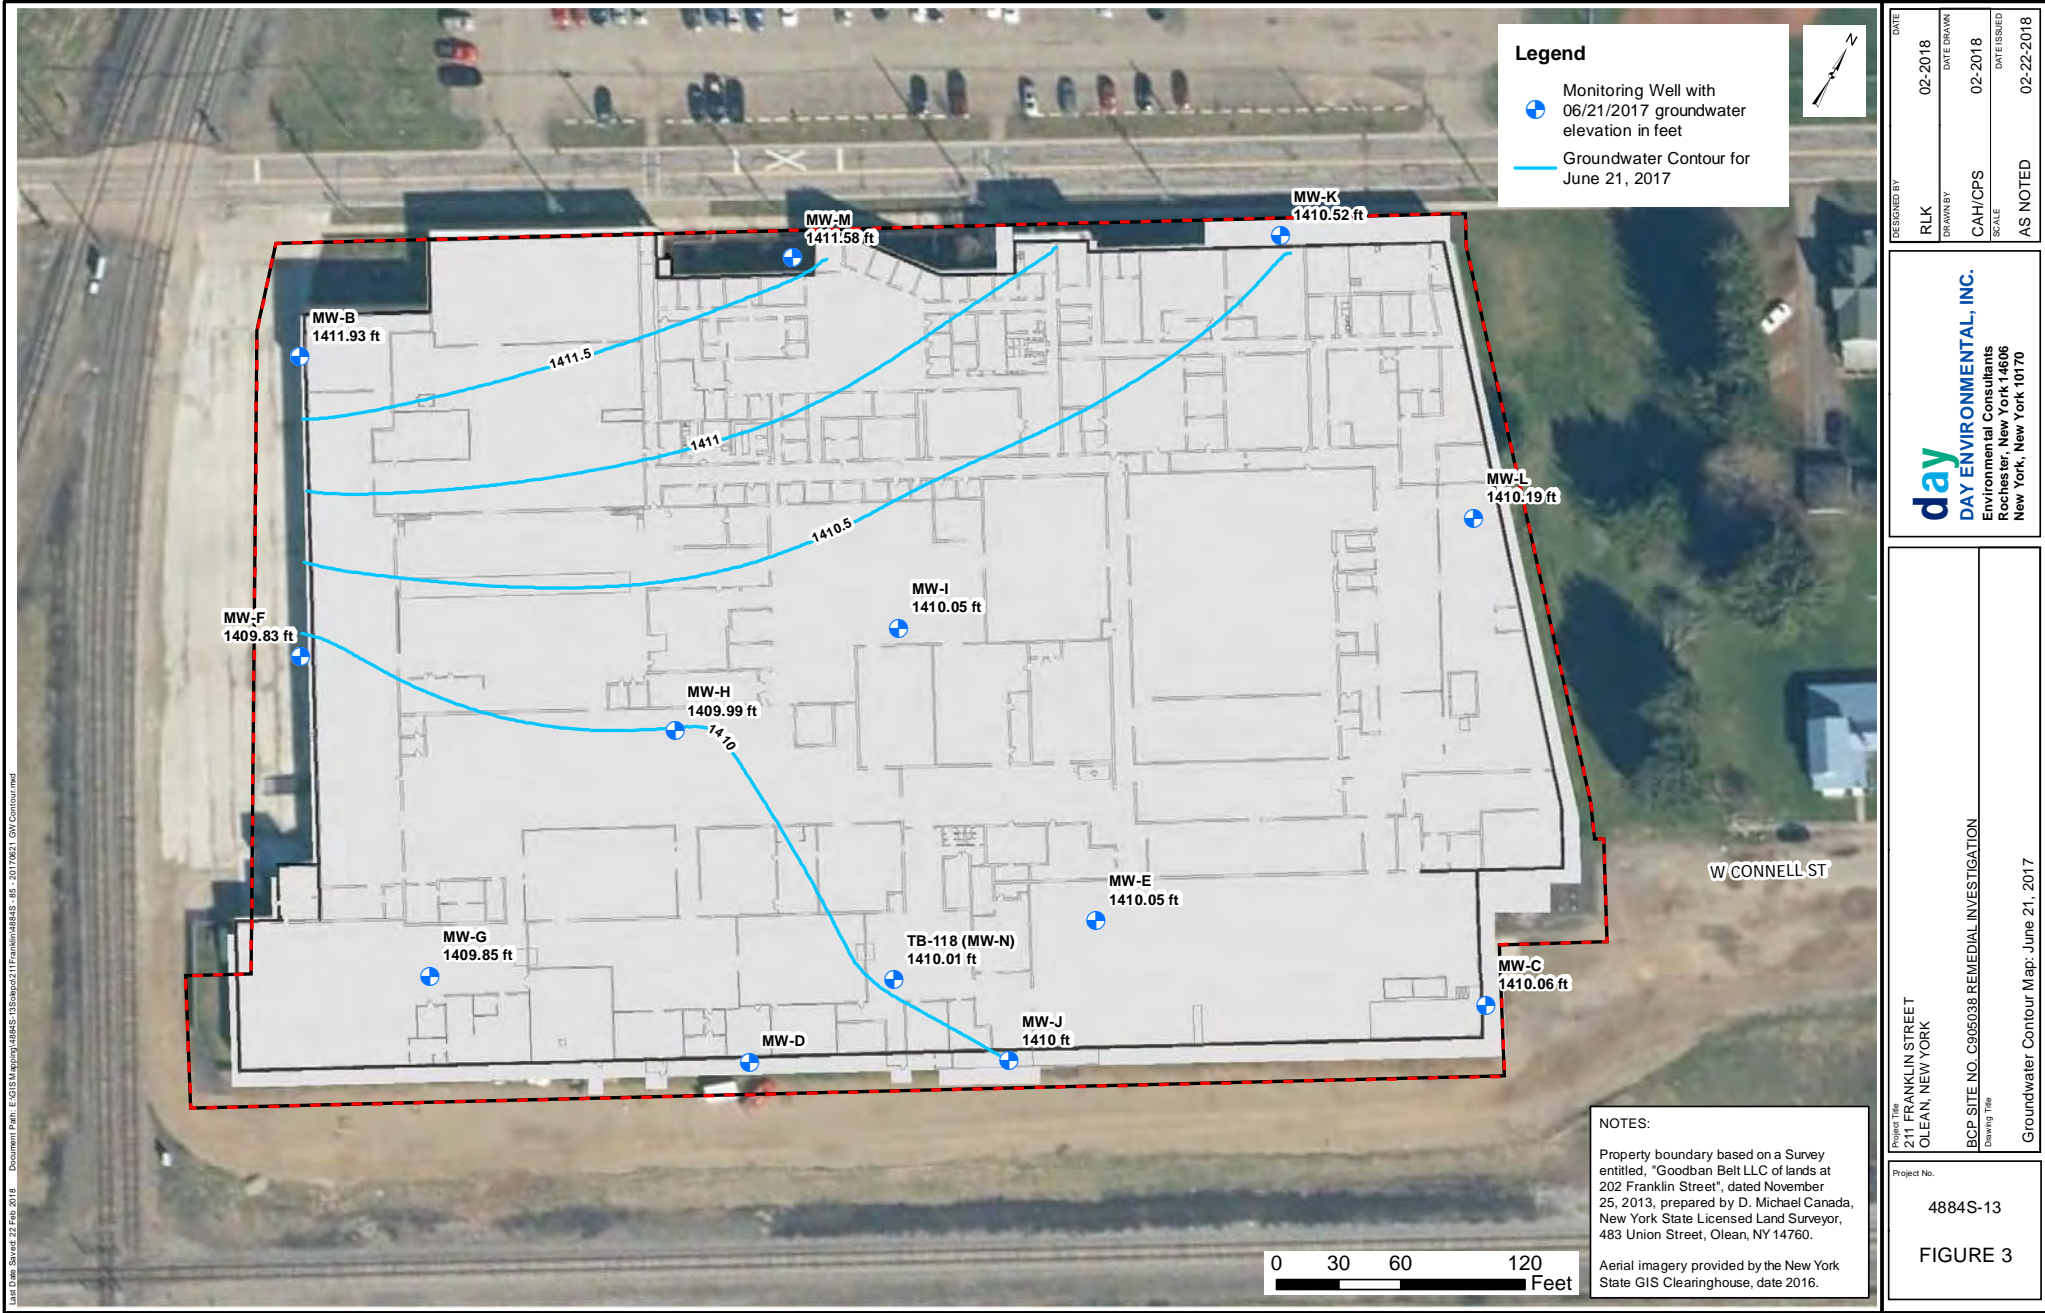 Legend
Monitoring Well with
06/21/2017 groundwater
elevation in feet
Groundwater Contour for
June 21, 2017
N
MW-M
1411.58 ft
MW-K
1410.52 ft
MW-B
1411.93 ft
1411.5
1411
1410.5
MW-L
1410.19 ft
MW-I
1410.05 ft
MW-F
1409.83 ft
MW-H
1409.99 ft
1410
W CONNELL ST
MW-E
1410.05 ft
MW-G
1409.85 ft
TB-118 (MW-N)
1410.01 ft
MW-C
1410.06 ft
MW-J
1410 ft
MW-D
NOTES:
Property boundary based on a Survey
entitled, "Goodban Belt LLC of lands at
202 Franklin Street", dated November
25, 2013, prepared by D. Michael Canada,
New York State Licensed Land Surveyor,
483 Union Street, Olean, NY 14760.
Aerial imagery provided by the New York
State GIS Clearinghouse, date 2016.
0 30 60 120
Feet
DESIGNED BY
RLK
DATE
02-2018
DRAWN BY
CAH/CPS
DATE DRAWN
02-2018
SCALE
AS NOTED
DATE ISSUED
02-22-2018
day
DAY ENVIRONMENTAL, INC.
Environmental Consultants
Rochester, New York 14606
New York, New York 10170
Project Title
211 FRANKLIN STREET
OLEAN, NEW YORK
BCP SITE NO. C905038 REMEDIAL INVESTIGATION
Drawing Title
Groundwater Contour Map: June 21, 2017
Project No.
4884S-13
FIGURE 3
Last Date Saved: 22 Feb 2018